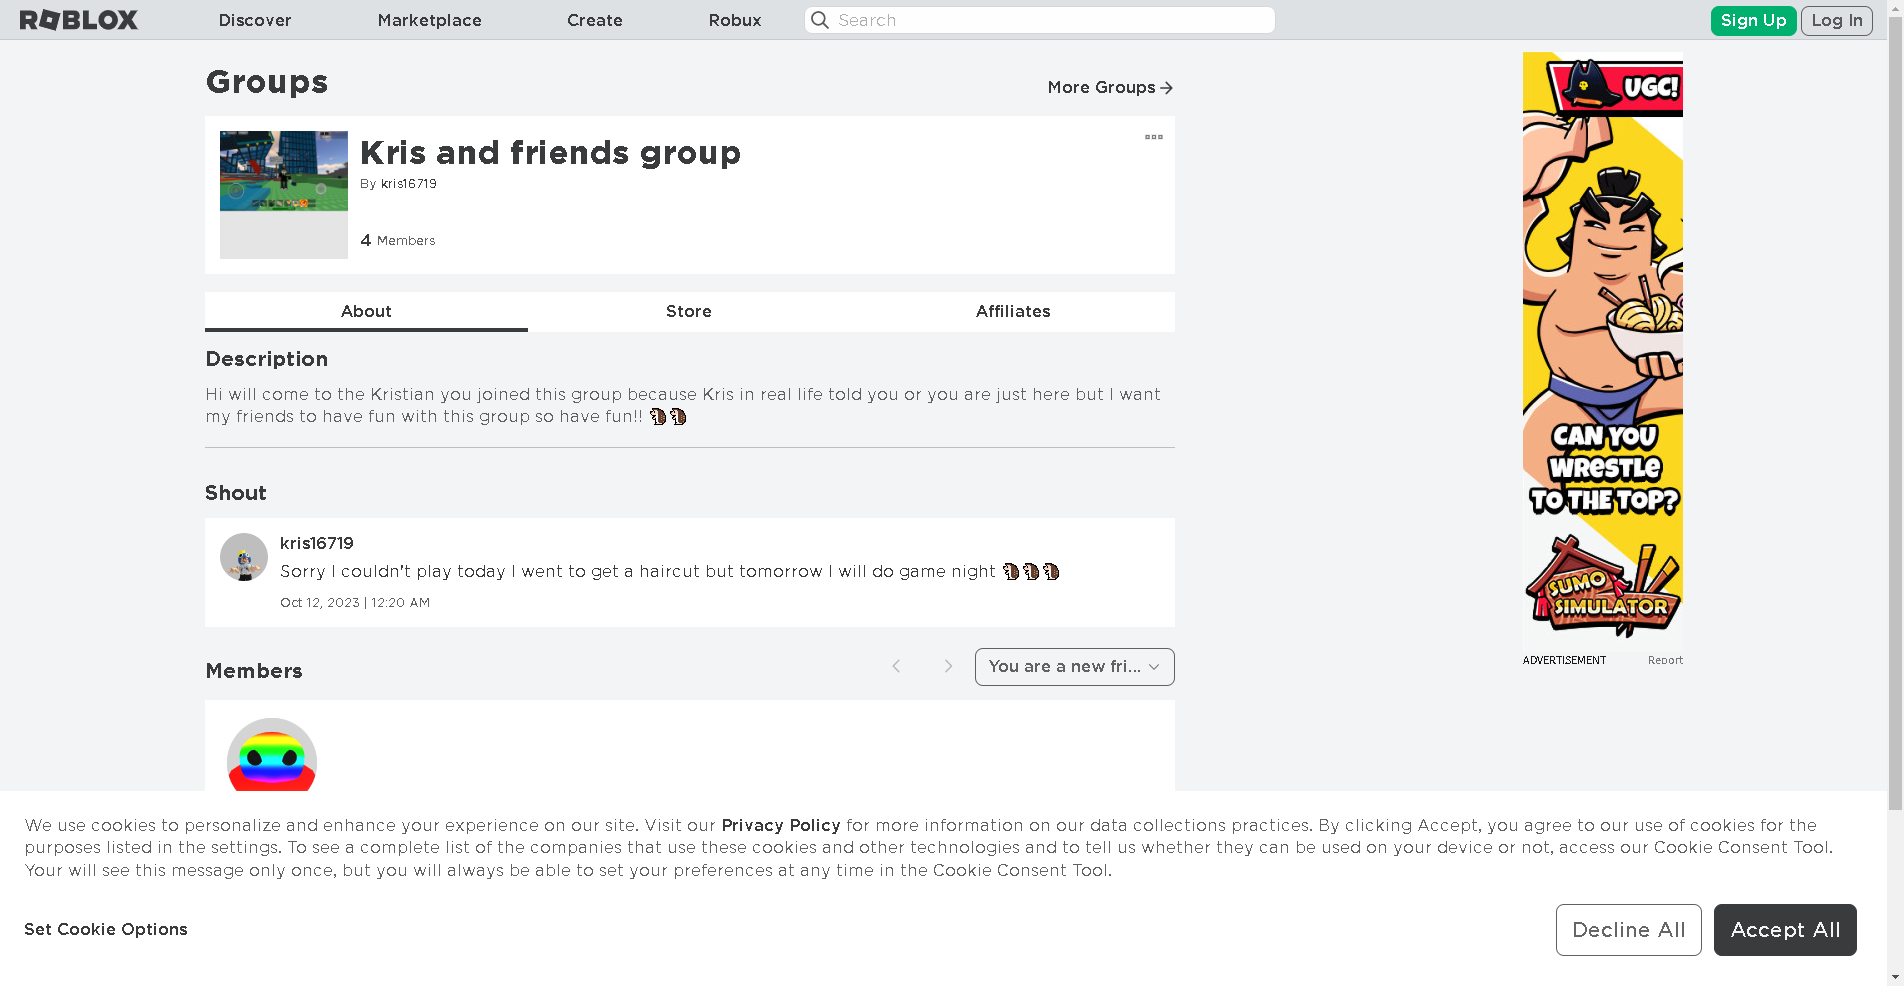 ROBLOX Discover Marketplace Create Robux Search Sign Up Log In
Groups
More Groups
Kris and friends group
By kris16719
4 Members
About Store Affiliates
Description
Hi will come to the Kristian you joined this group because Kris in real life told you or you are just here but I want
my friends to have fun with this group so have fun!! 
Shout
kris16719
Sorry I couldn't play today I went to get a haircut but tomorrow I will do game night
Oct 12, 2023 | 12:20 AM
Members
You are a new fri...
UGC!
CAN YOU
WRESTLE
TO THE TOP?
SUMO
SIMULATOR
ADVERTISEMENT Report
We use cookies to personalize and enhance your experience on our site. Visit our Privacy Policy for more information on our data collections practices. By clicking Accept, you agree to our use of cookies for the
purposes listed in the settings. To see a complete list of the companies that use these cookies and other technologies and to tell us whether they can be used on your device or not, access our Cookie Consent Tool.
Your will see this message only once, but you will always be able to set your preferences at any time in the Cookie Consent Tool.
Set Cookie Options
Decline All Accept All